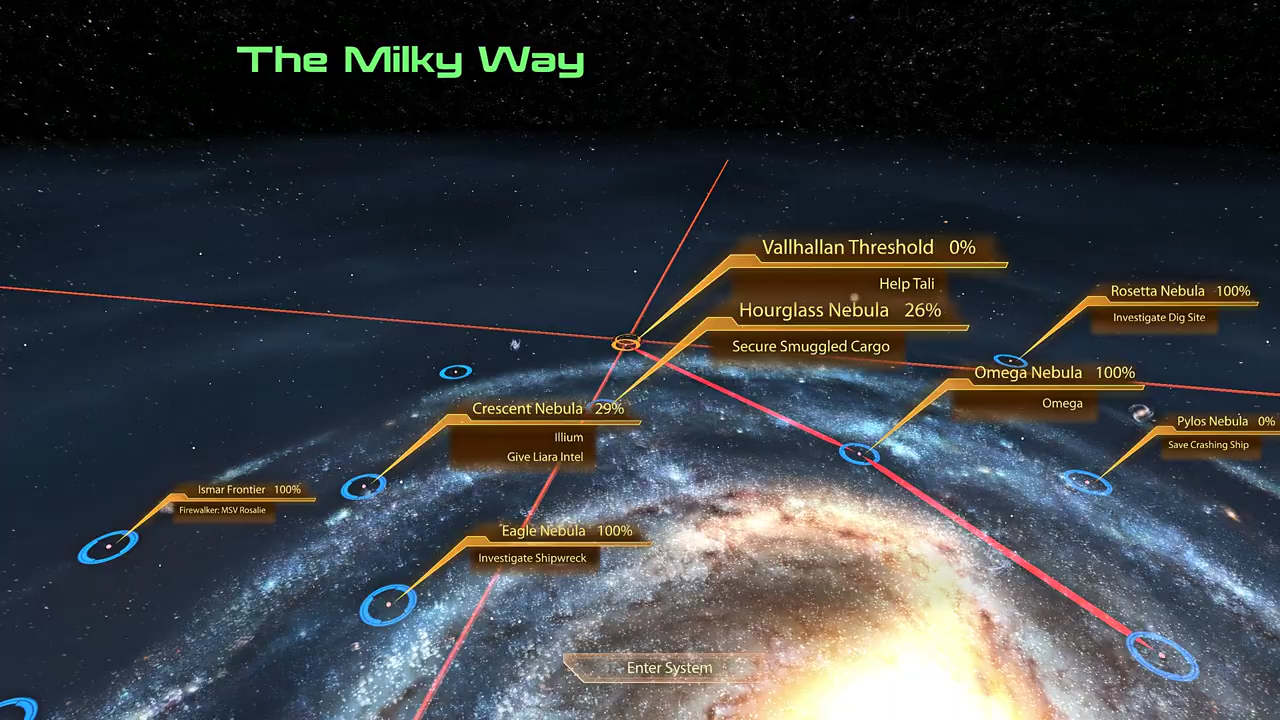 The Milky Way
Vallhallan Threshold 0%
Help Tali
Hourglass Nebula 26%
Secure Smuggled Cargo
Rosetta Nebula 100%
Investigate Dig Site
Omega Nebula 100%
Omega
Crescent Nebula 29%
Illium
Give Liara Intel
Pylos Nebula 0%
Save Crashing Ship
Ismar Frontier 100%
Firewalker: MSV Rosalie
Eagle Nebula 100%
Investigate Shipwreck
Enter System